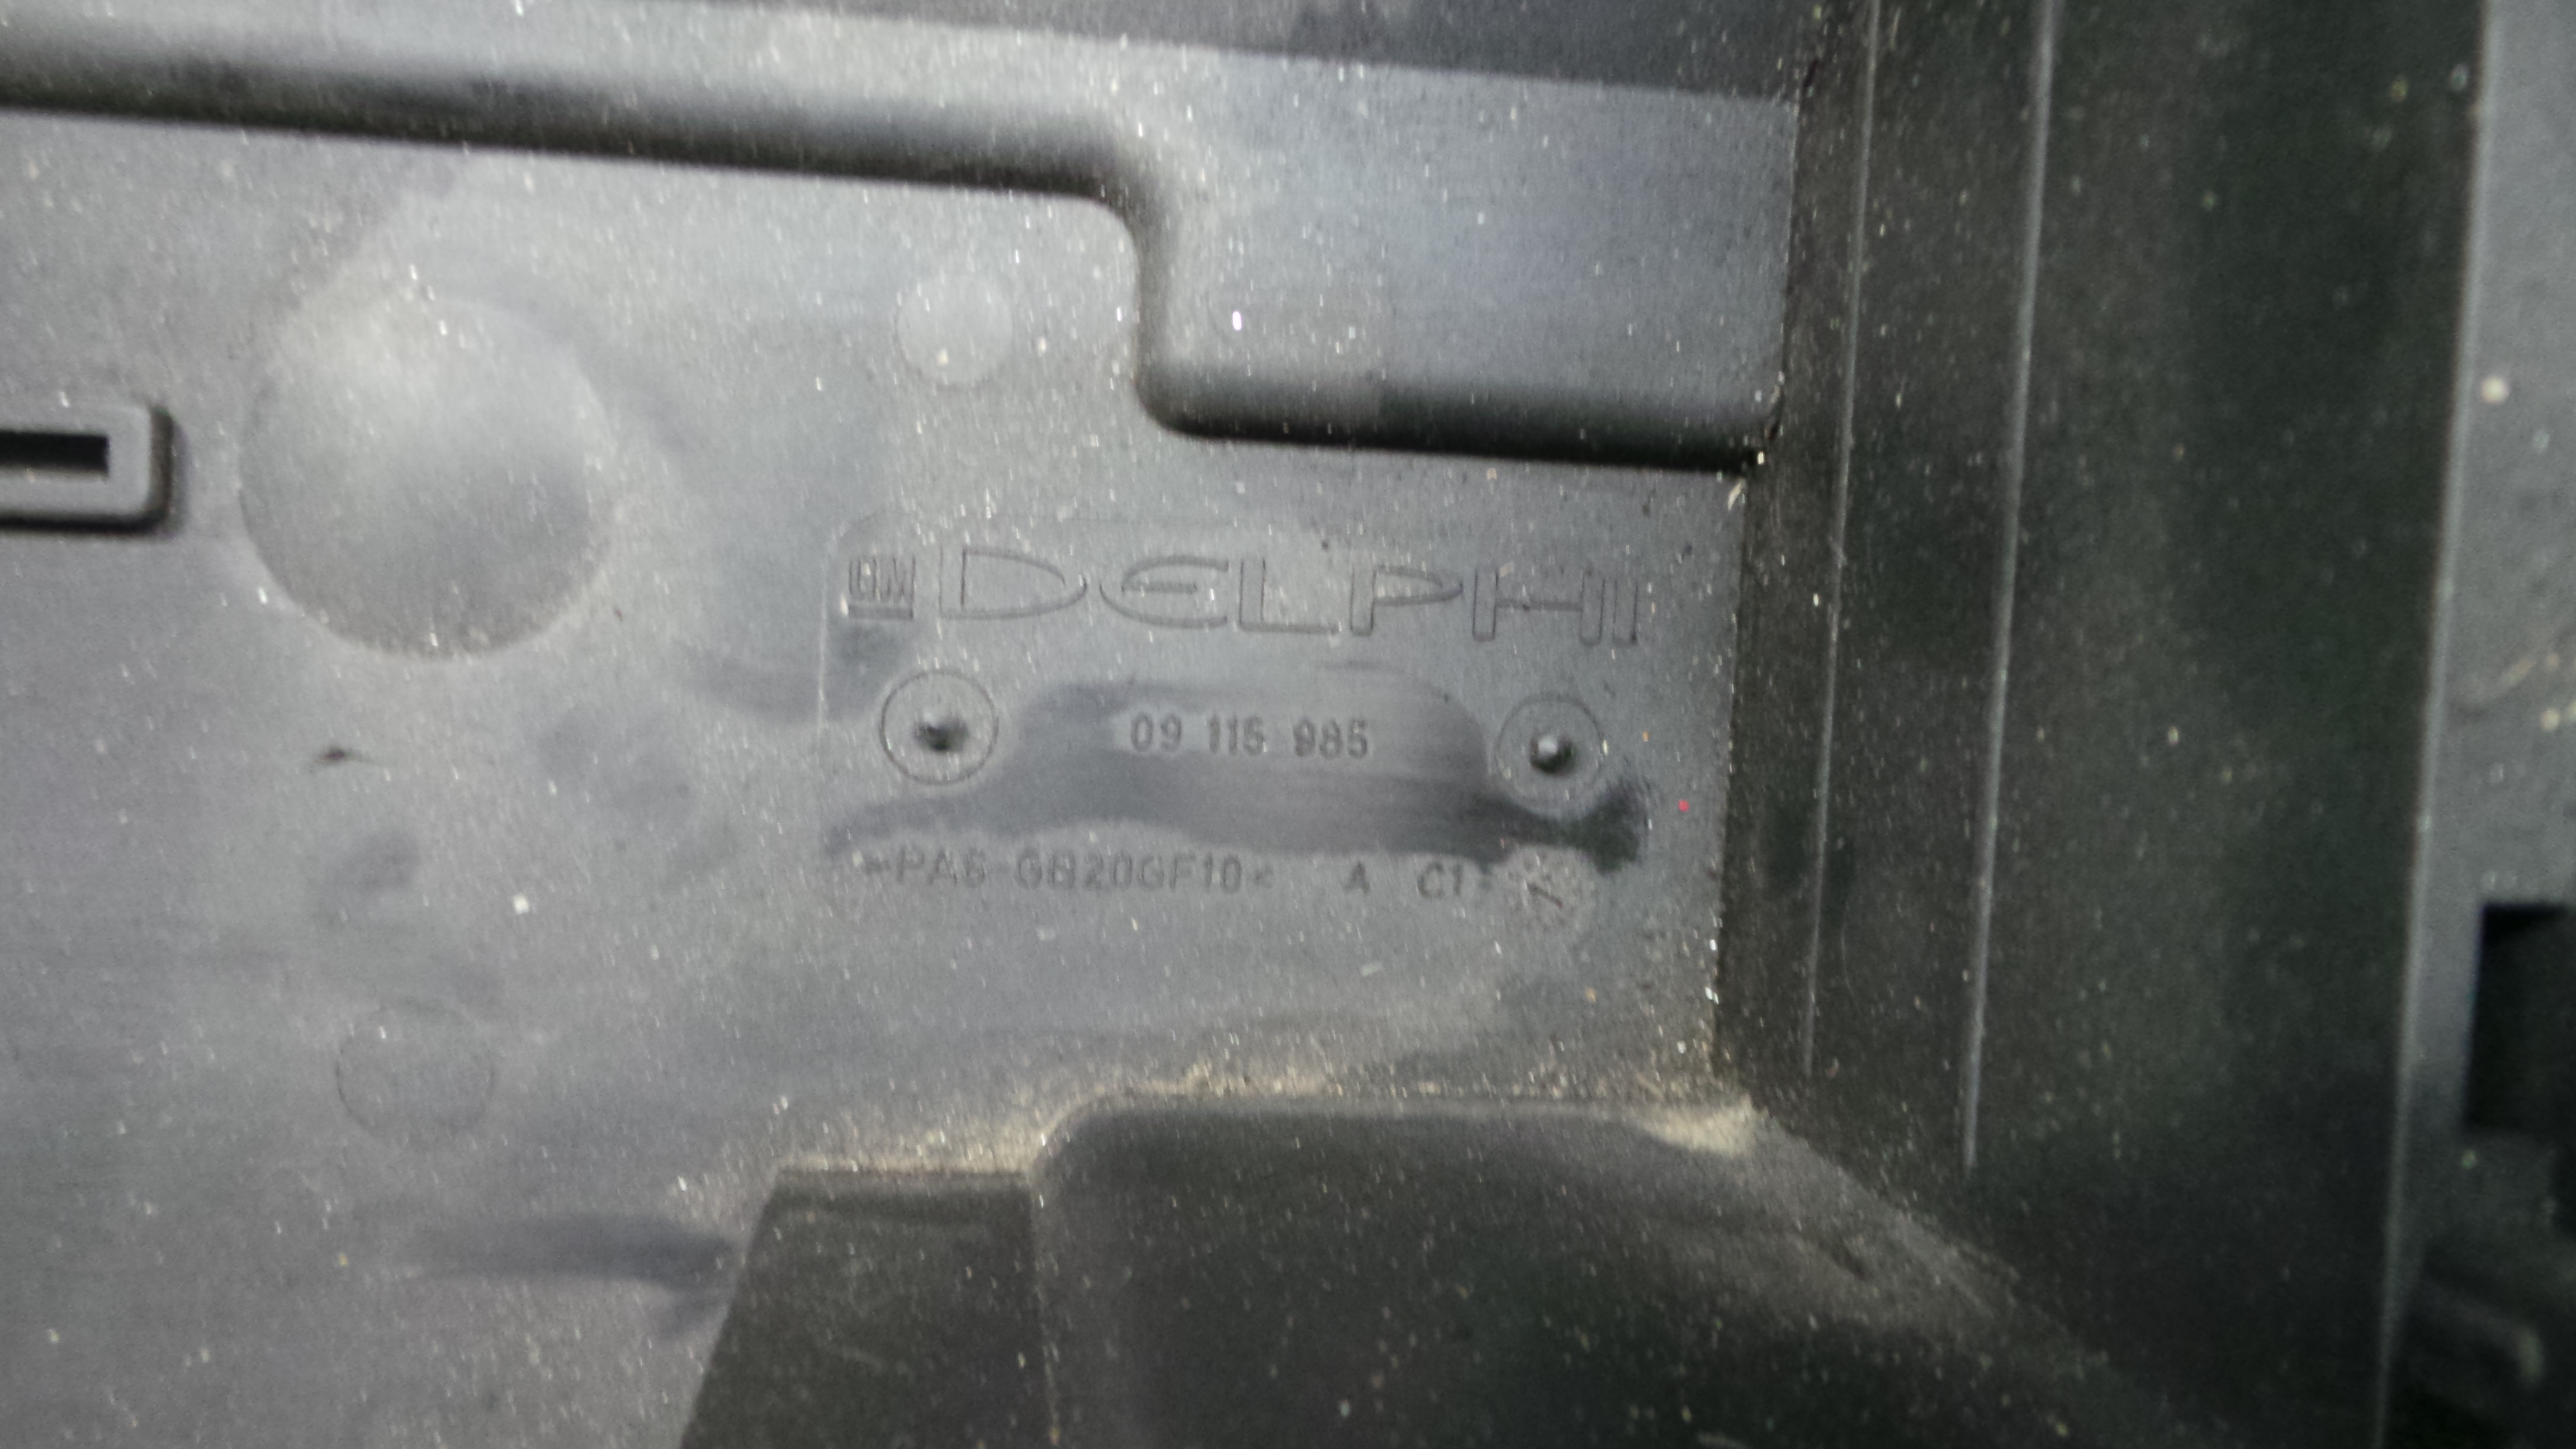 GM DELPHI
09 115 985
>PA6-GB20GF10< A C1